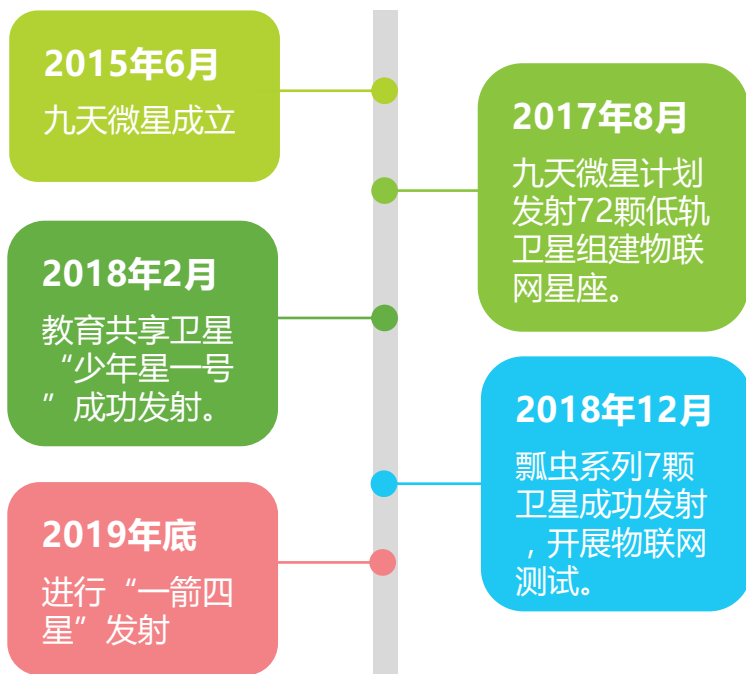 2015年6月
九天微星成立
2017年8月
九天微星计划
发射72颗低轨
卫星组建物联
网星座。
2018年2月
教育共享卫星
“少年星一号
”成功发射。
2018年12月
瓢虫系列7颗
卫星成功发射
，开展物联网
测试。
2019年底
进行“一箭四
星”发射